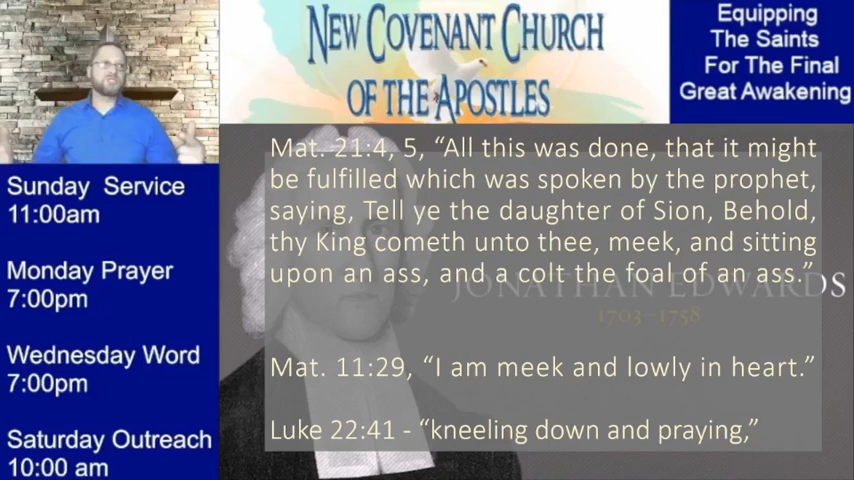 New Covenant Church
of the Apostles
Equipping
The Saints
For The Final
Great Awakening
Sunday Service
11:00am
Monday Prayer
7:00pm
Wednesday Word
7:00pm
Saturday Outreach
10:00 am
Mat. 21:4, 5, “All this was done, that it might
be fulfilled which was spoken by the prophet,
saying, Tell ye the daughter of Sion, Behold,
thy King cometh unto thee, meek, and sitting
upon an ass, and a colt the foal of an ass.”
JONATHAN EDWARDS
1703–1758
Mat. 11:29, “I am meek and lowly in heart.”
Luke 22:41 - “kneeling down and praying,”